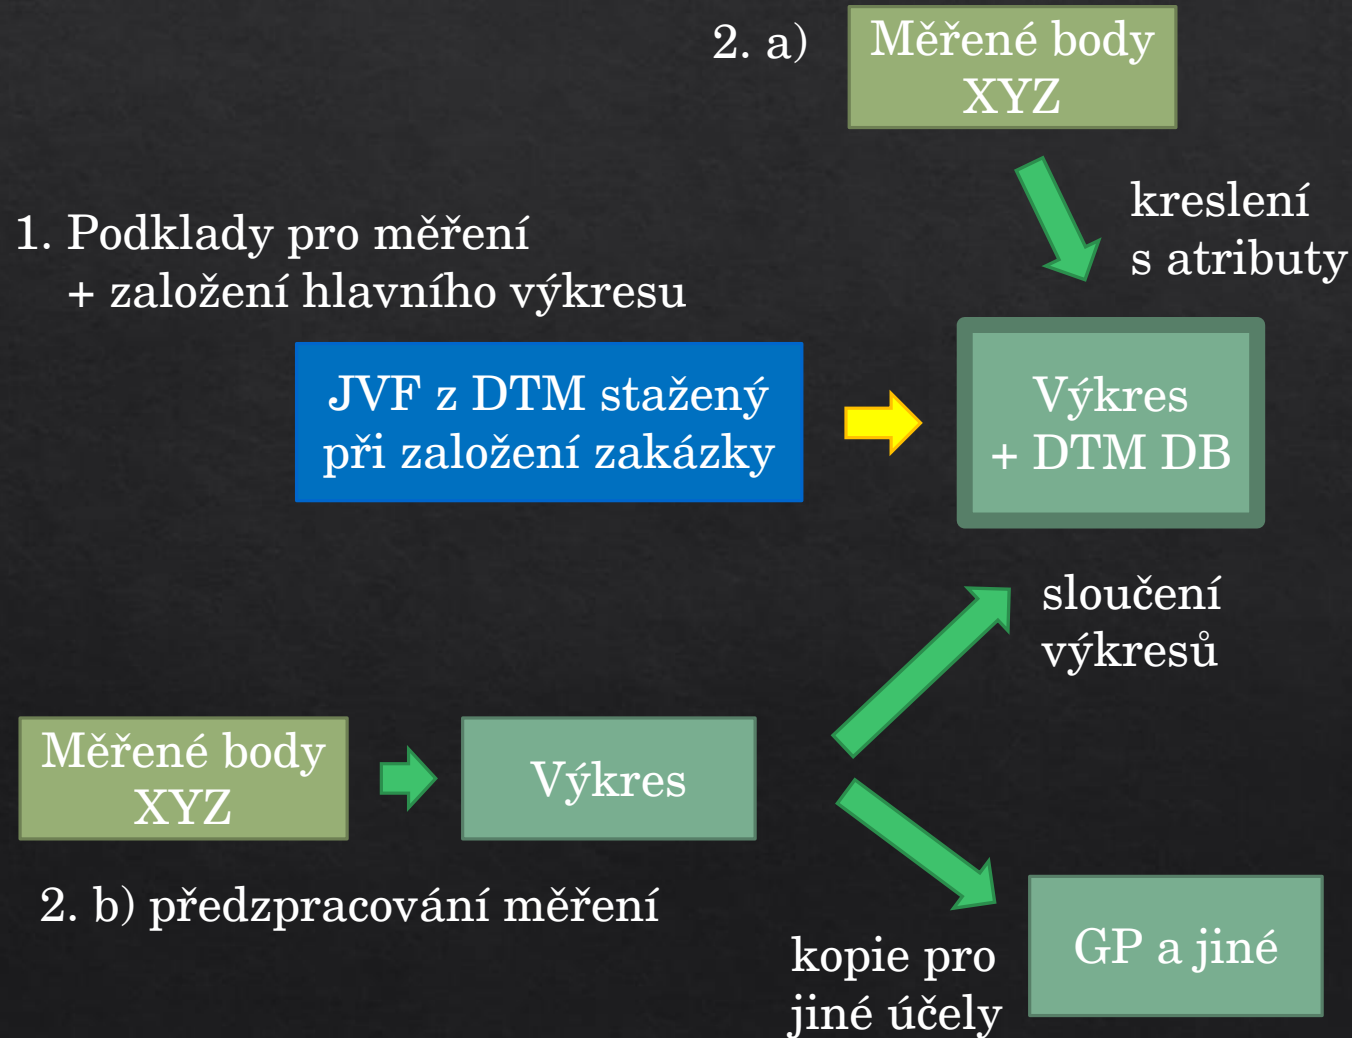 2. a)
Měřené body
XYZ
kreslení
s atributy
1. Podklady pro měření
+ založení hlavního výkresu
JVF z DTM stažený
při založení zakázky
Výkres
+ DTM DB
sloučení
výkresů
Měřené body
XYZ
Výkres
2. b) předzpracování měření
GP a jiné
kopie pro
jiné účely